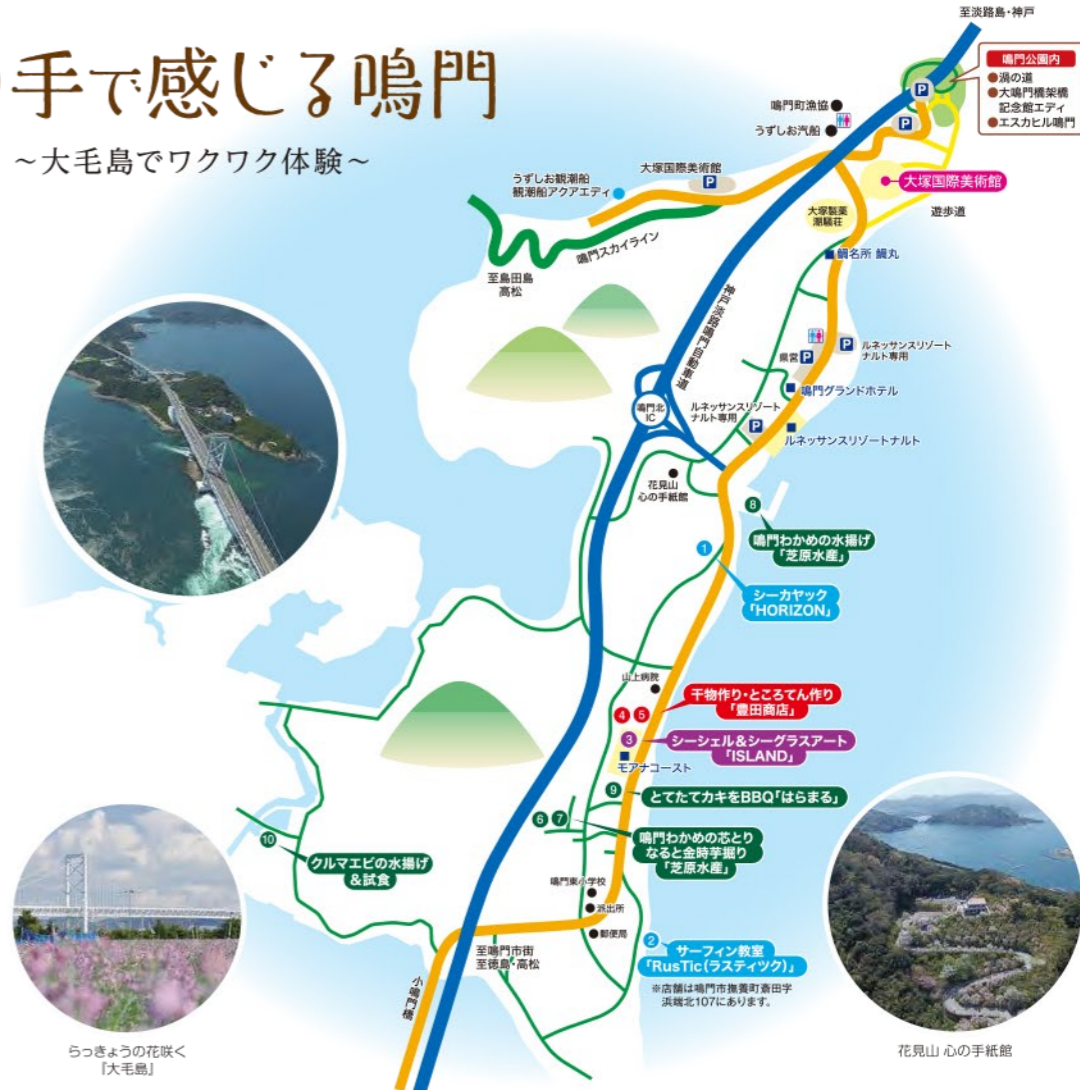 手で感じる鳴門
～大毛島でワクワク体験～
至淡路島・神戸
鳴門公園内
●渦の道
●大鳴門橋架橋
記念館エディ
●エスカヒル鳴門
P
鳴門町漁協
うずしお汽船
P
大塚国際美術館
P
うずしお観潮船
観潮船アクアエディ
大塚国際美術館
遊歩道
大塚製薬
潮騒荘
鳴門スカイライン
鯛名所 鯛丸
至島田島
高松
神戸淡路鳴門自動車道
県営 P
P
ルネッサンスリゾート
ナルト専用
鳴門グランドホテル
鳴門北
IC
ルネッサンスリゾート
ナルト専用
P
ルネッサンスリゾートナルト
花見山
心の手紙館
8
鳴門わかめの水揚げ
「芝原水産」
1
シーカヤック
「HORIZON」
山上病院
4 5
干物作り・ところてん作り
「豊田商店」
3
シーシェル&シーグラスアート
「ISLAND」
モアナコースト
9
とてたてカキをBBQ「はらまる」
6 7
鳴門わかめの芯とり
なると金時芋掘り
「芝原水産」
10
クルマエビの水揚げ
&試食
鳴門東小学校
派出所
郵便局
至鳴門市街
至徳島・高松
小鳴門橋
2
サーフィン教室
「RusTic(ラスティツク)」
※店舗は鳴門市撫養町斎田字
浜端北107にあります。
らっきょうの花咲く
『大毛島』
花見山 心の手紙館